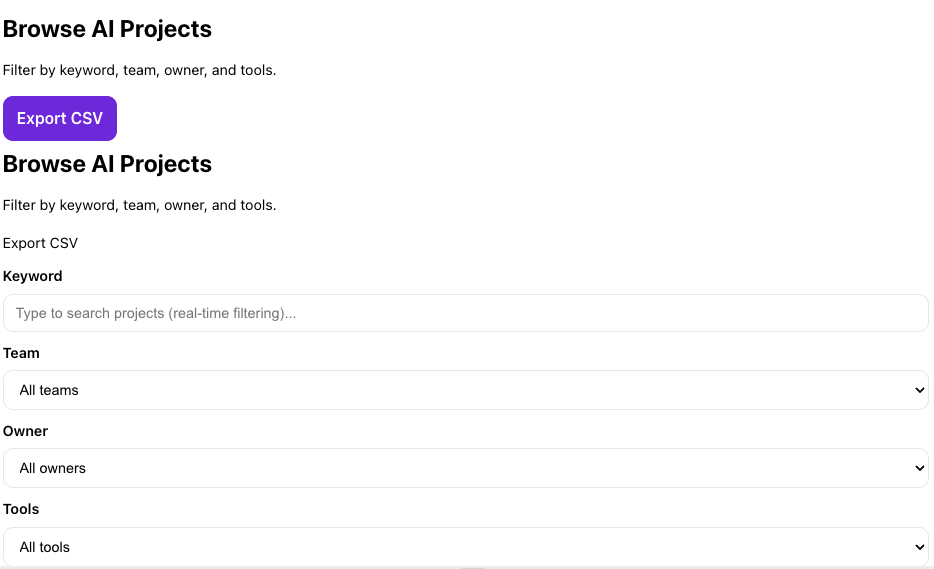 Browse AI Projects
Filter by keyword, team, owner, and tools.
Export CSV
Browse AI Projects
Filter by keyword, team, owner, and tools.
Export CSV
Keyword
Type to search projects (real-time filtering)...
Team
All teams
Owner
All owners
Tools
All tools